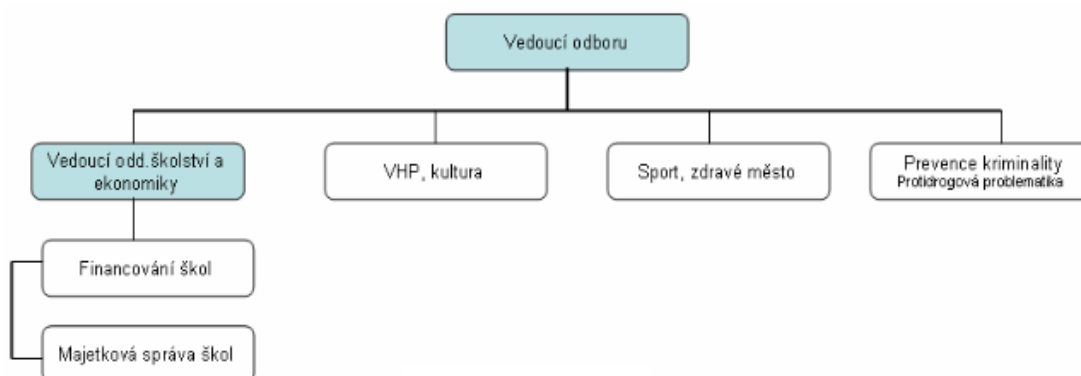 Vedoucí odboru
Vedoucí odd.školství a
ekonomiky
VHP, kultura
Sport, zdravé město
Prevence kriminality
Protidrogová problematika
Financování škol
Majetková správa škol